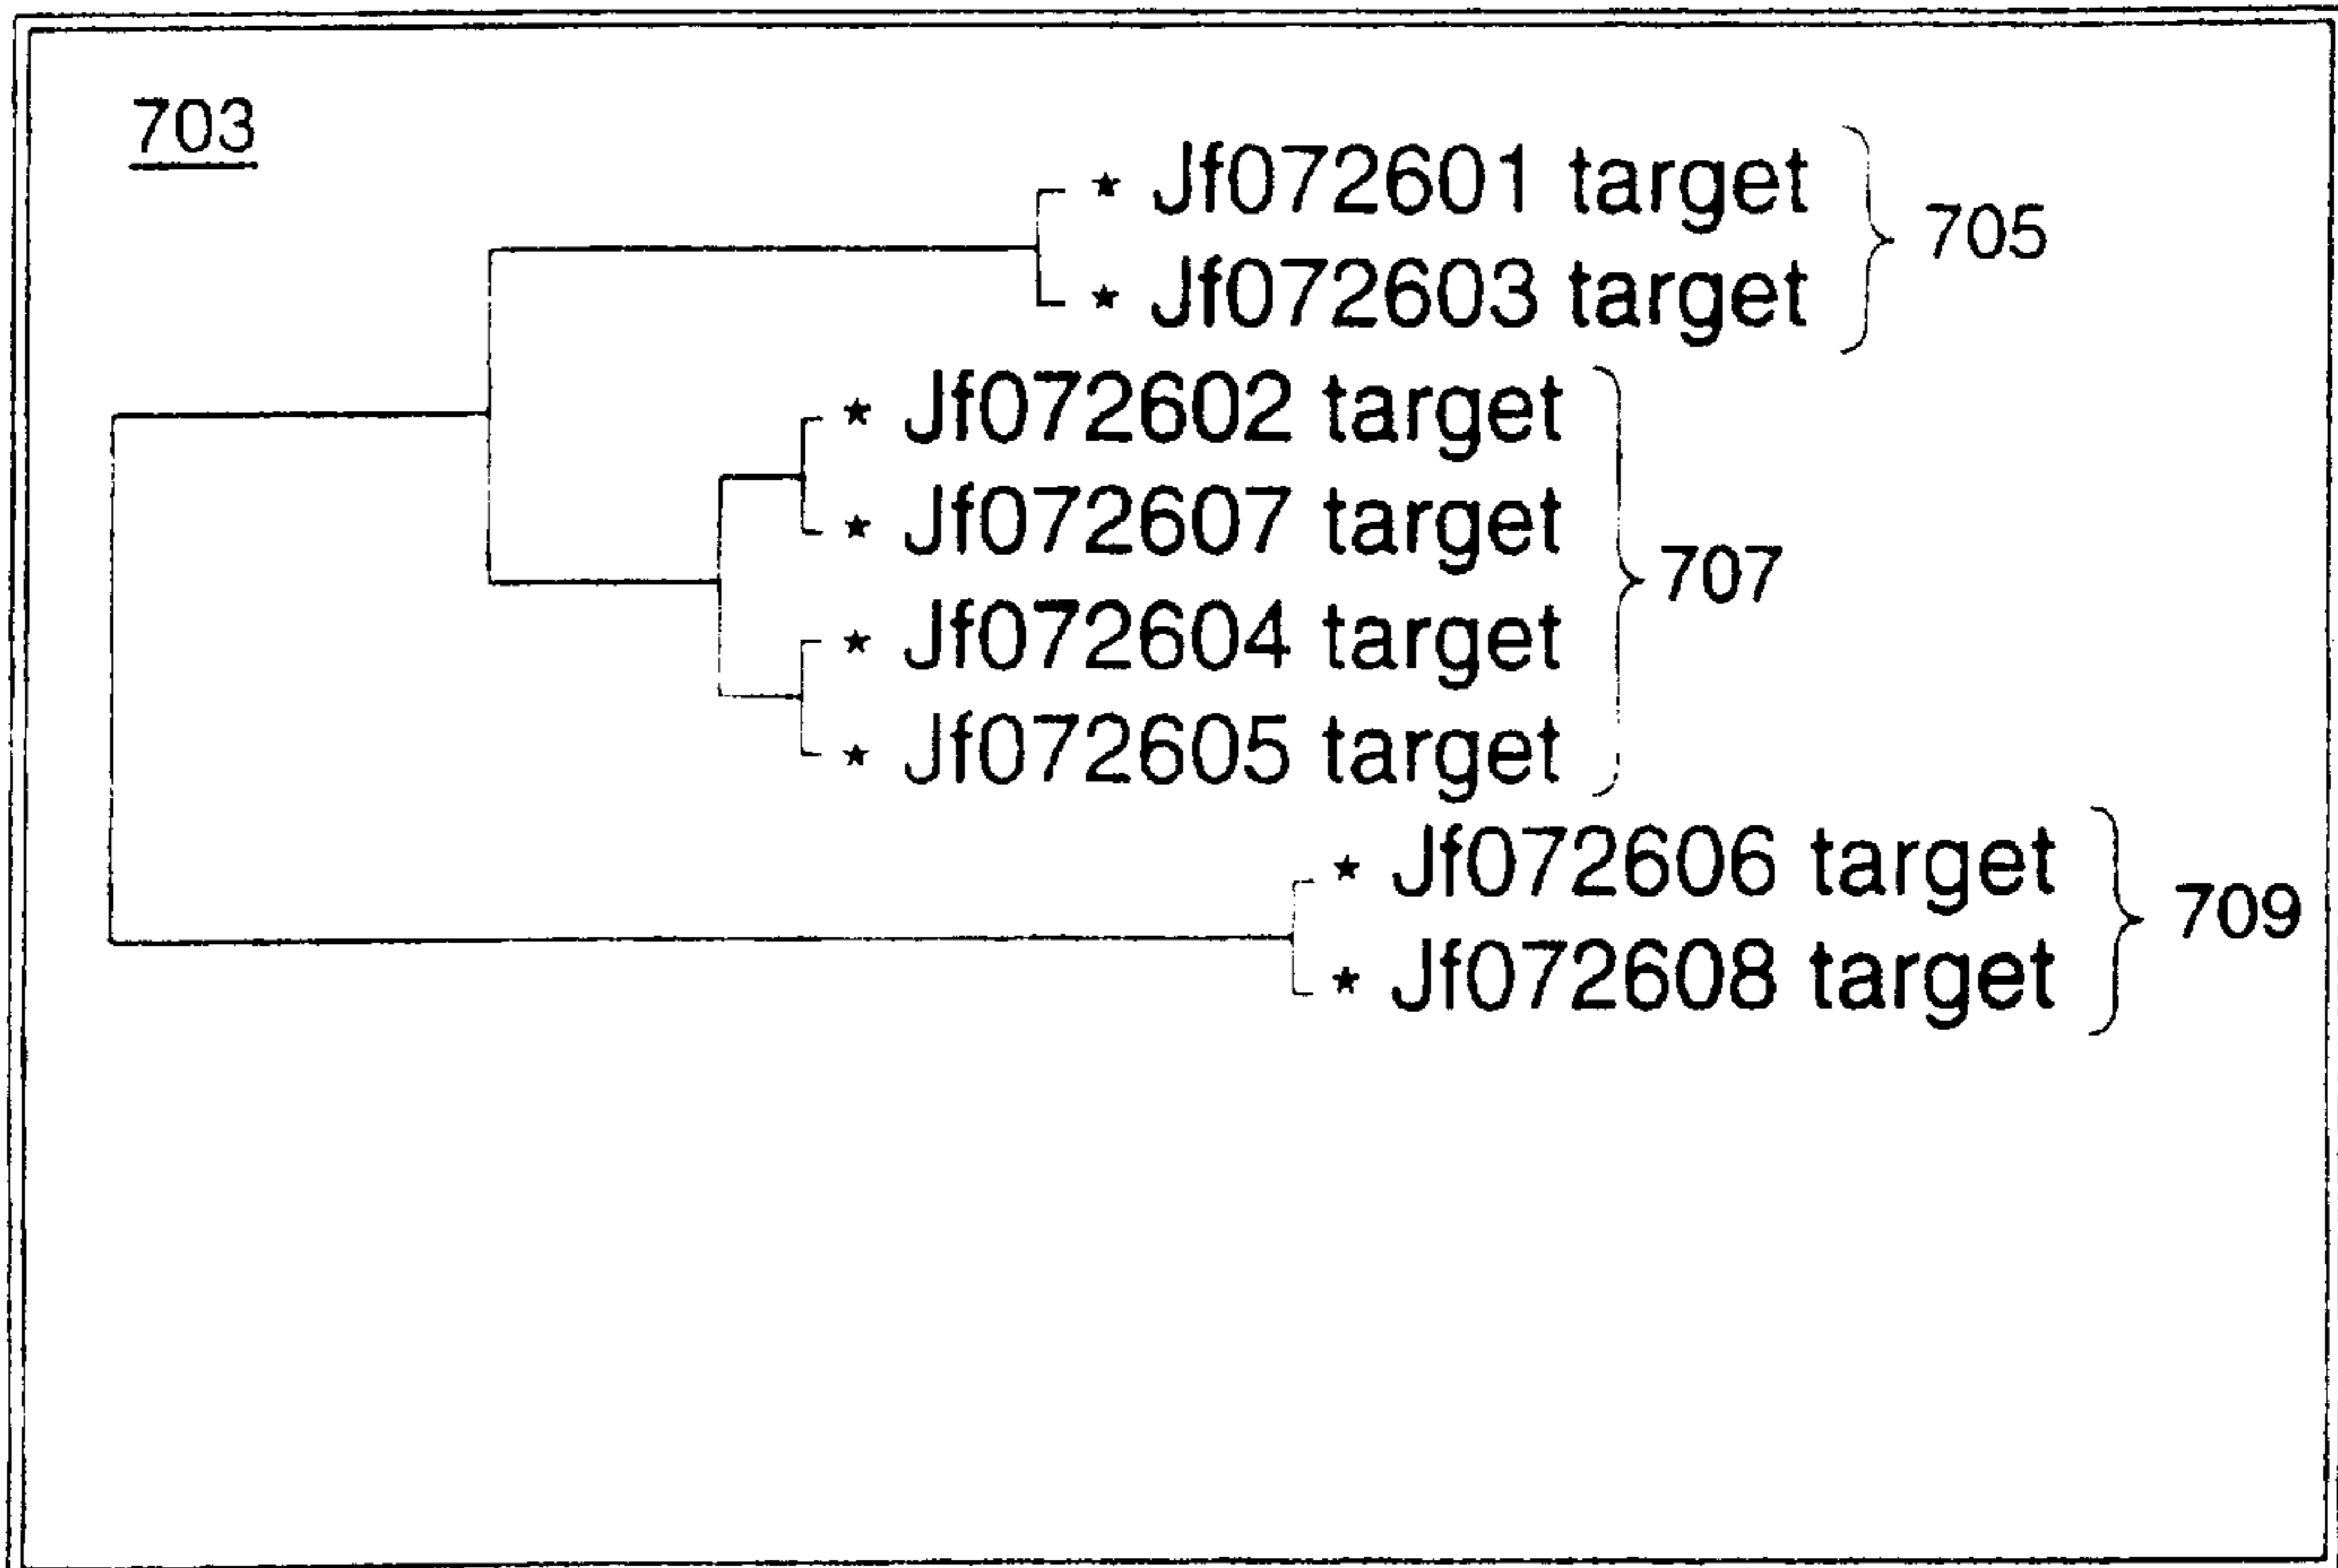 703
★ Jf072601 target
705
★ Jf072603 target
★ Jf072602 target
★ Jf072607 target
707
★ Jf072604 target
★ Jf072605 target
★ Jf072606 target
709
★ Jf072608 target